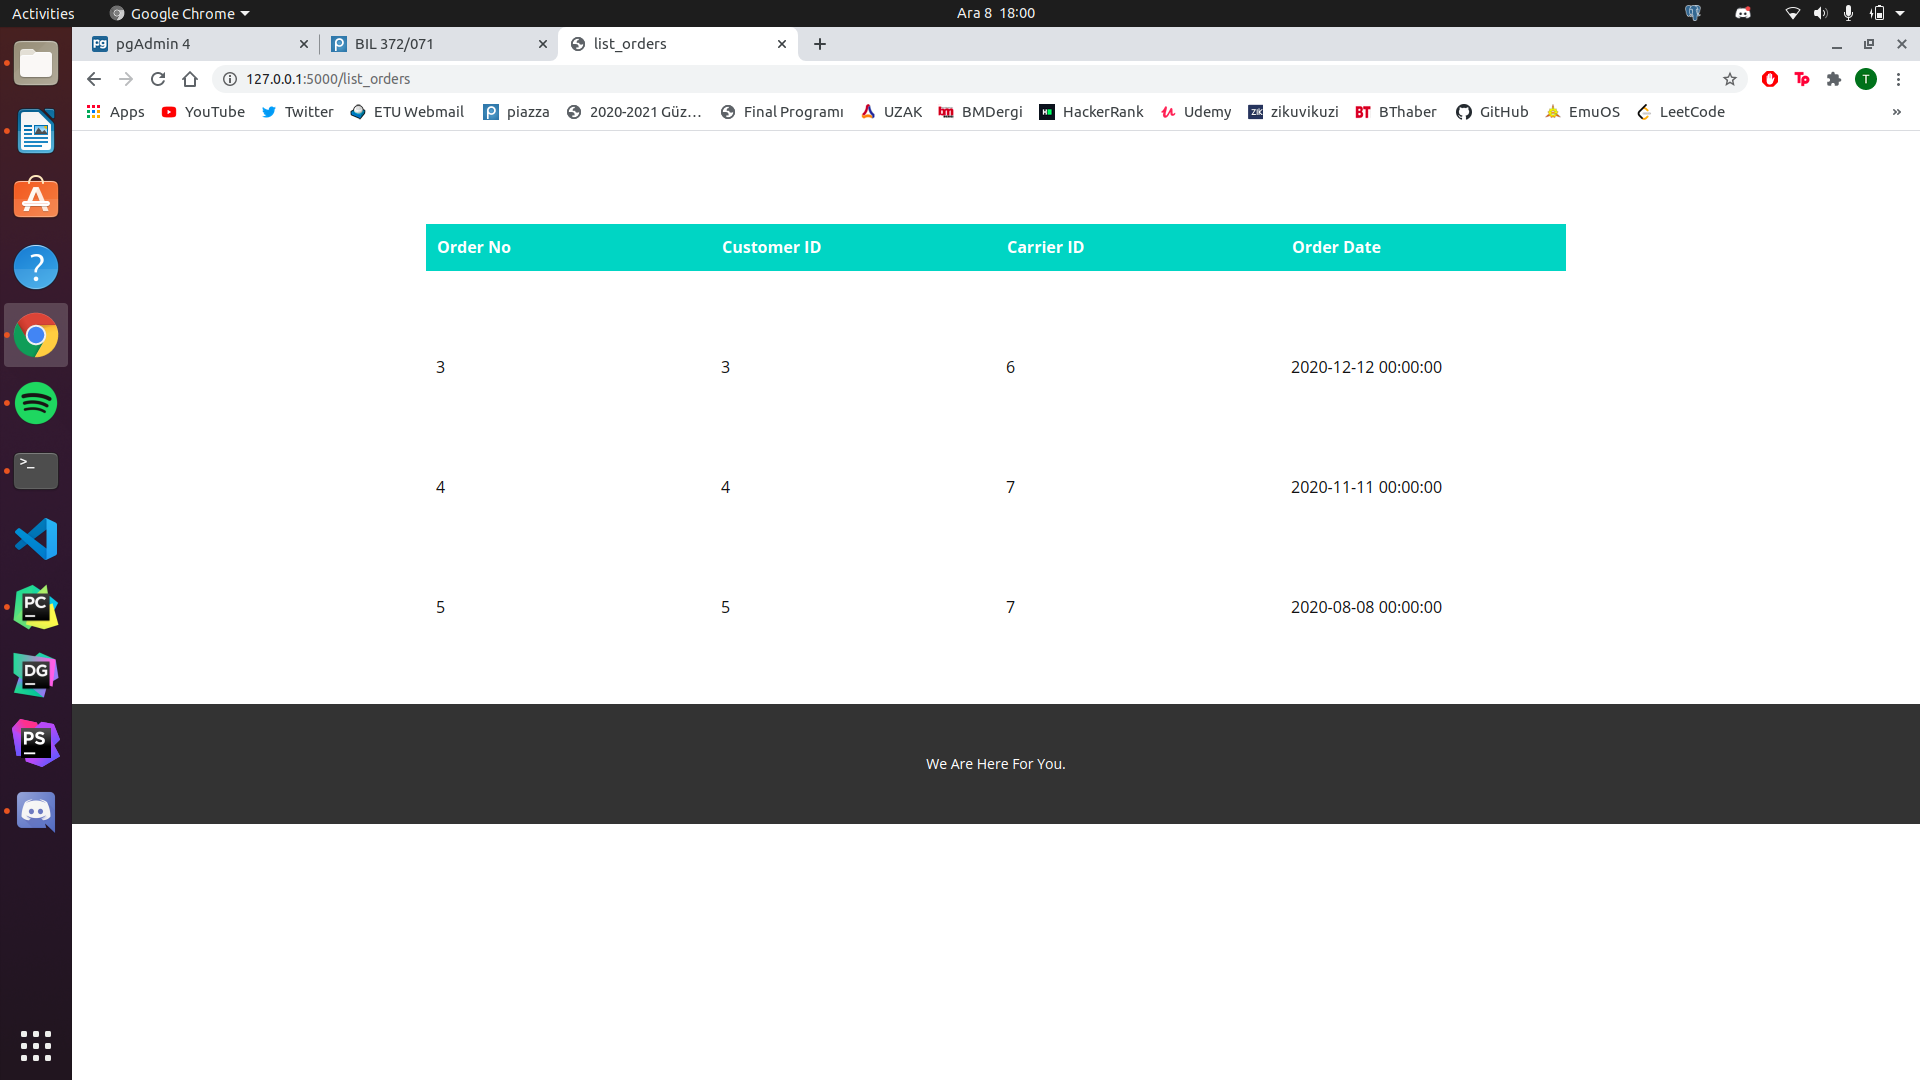 Activities
Google Chrome
Ara 8 18:00
pgAdmin 4
BIL 372/071
list_orders
127.0.0.1:5000/list_orders
Tp
T
Apps
YouTube
Twitter
ETU Webmail
piazza
2020-2021 Güz…
Final Programı
UZAK
BMDergi
HackerRank
Udemy
zikuvikuzi
BThaber
GitHub
EmuOS
LeetCode
»
Order No Customer ID Carrier ID Order Date
3 3 6 2020-12-12 00:00:00
4 4 7 2020-11-11 00:00:00
5 5 7 2020-08-08 00:00:00
We Are Here For You.
PC
DG
PS